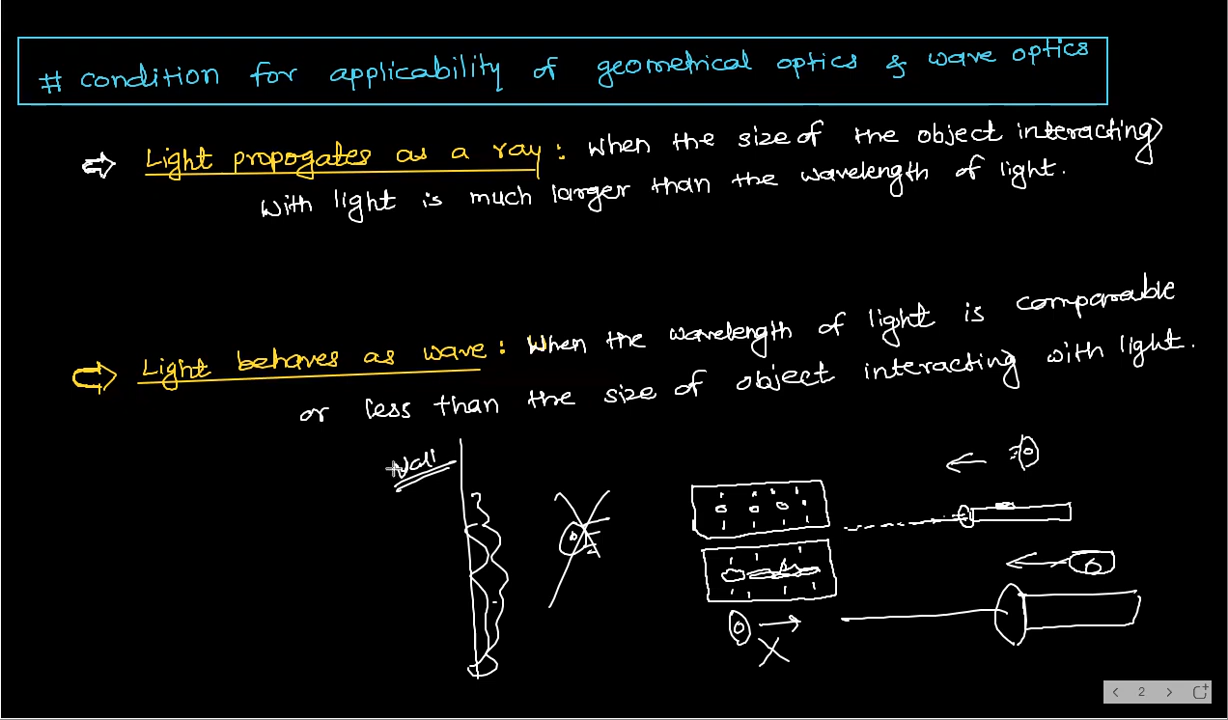 # condition for applicability of geometrical optics & wave optics
⇨ Light propogates as a ray : When the size of the object interacting
with light is much larger than the wavelength of light.
⇨ Light behaves as wave : When the wavelength of light is comparable
or less than the size of object interacting with light.
Wall
2